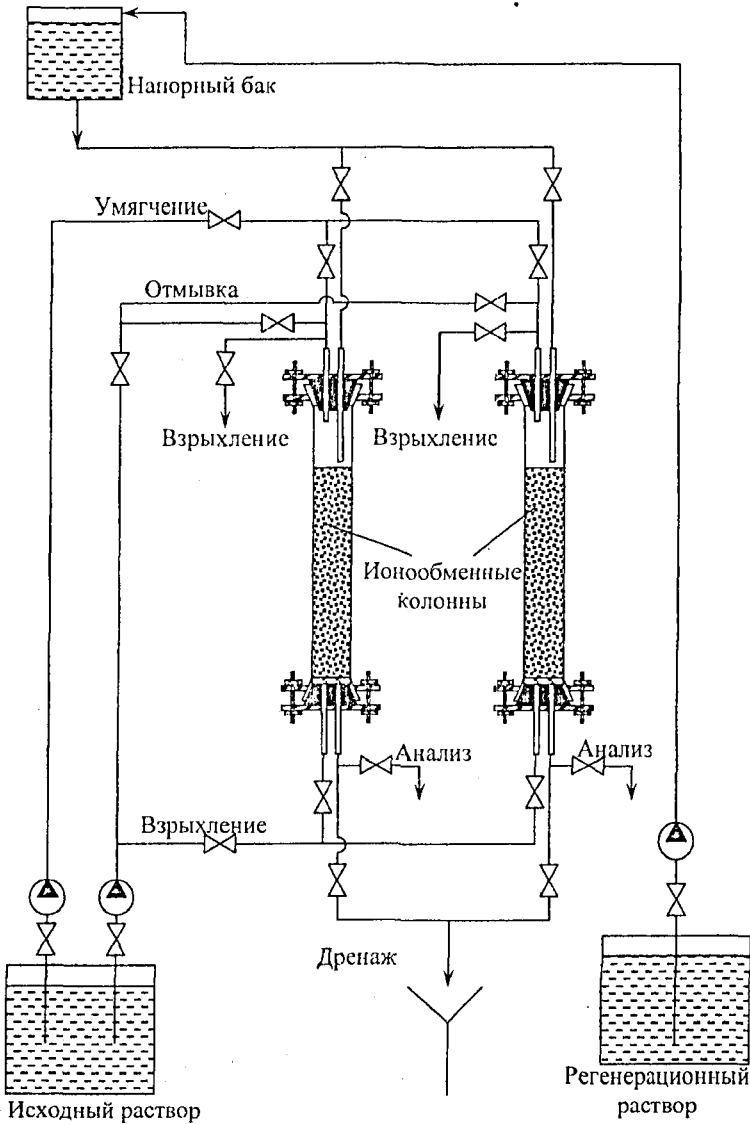 Напорный бак
Умягчение
Отмывка
Взрыхление
Взрыхление
Ионообменные
колонны
Анализ
Анализ
Взрыхление
Дренаж
Исходный раствор
Регенерационный
раствор